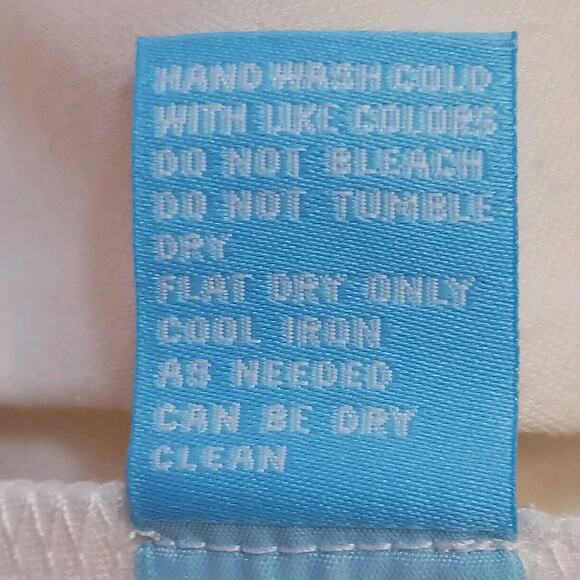 HAND WASH COLD
WITH LIKE COLORS
DO NOT BLEACH
DO NOT TUMBLE
DRY
FLAT DRY ONLY
COOL IRON
AS NEEDED
CAN BE DRY
CLEAN